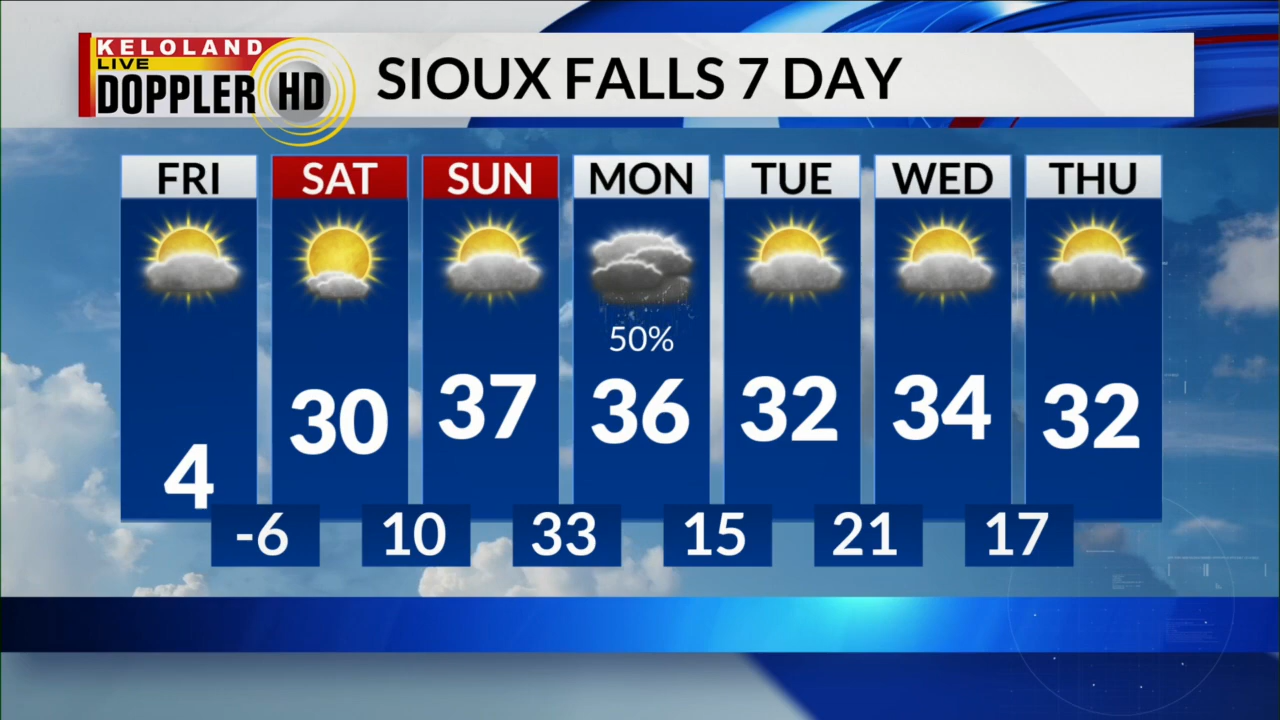 KELOLAND
LIVE
DOPPLER HD
SIOUX FALLS 7 DAY
FRI SAT SUN MON TUE WED THU
50%
4 30 37 36 32 34 32
-6 10 33 15 21 17